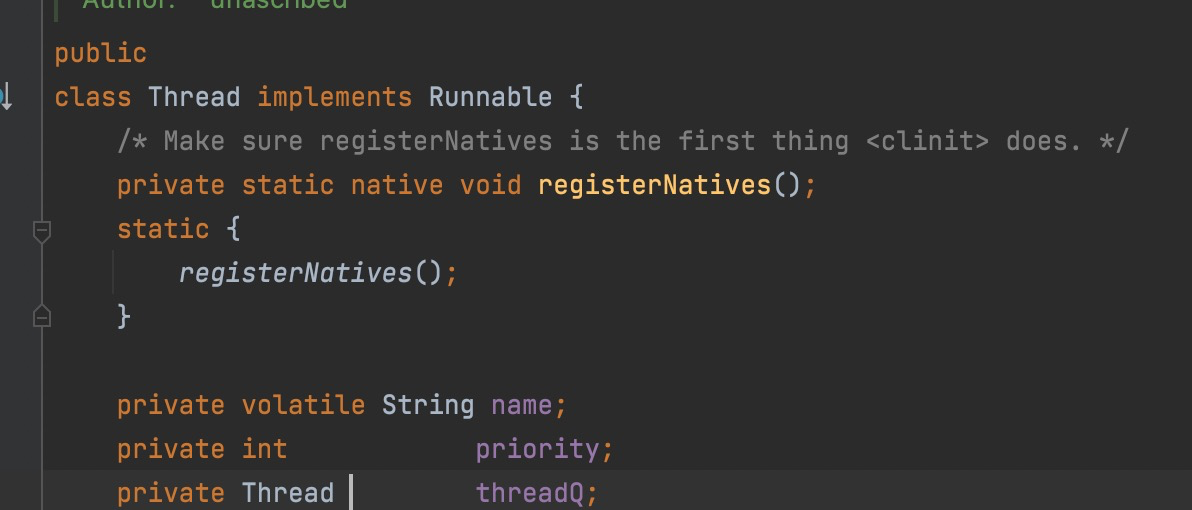 Author: unascribed
public
class Thread implements Runnable {
    /* Make sure registerNatives is the first thing <clinit> does. */
    private static native void registerNatives();
    static {
        registerNatives();
    }
    private volatile String name;
    private int            priority;
    private Thread         threadQ;